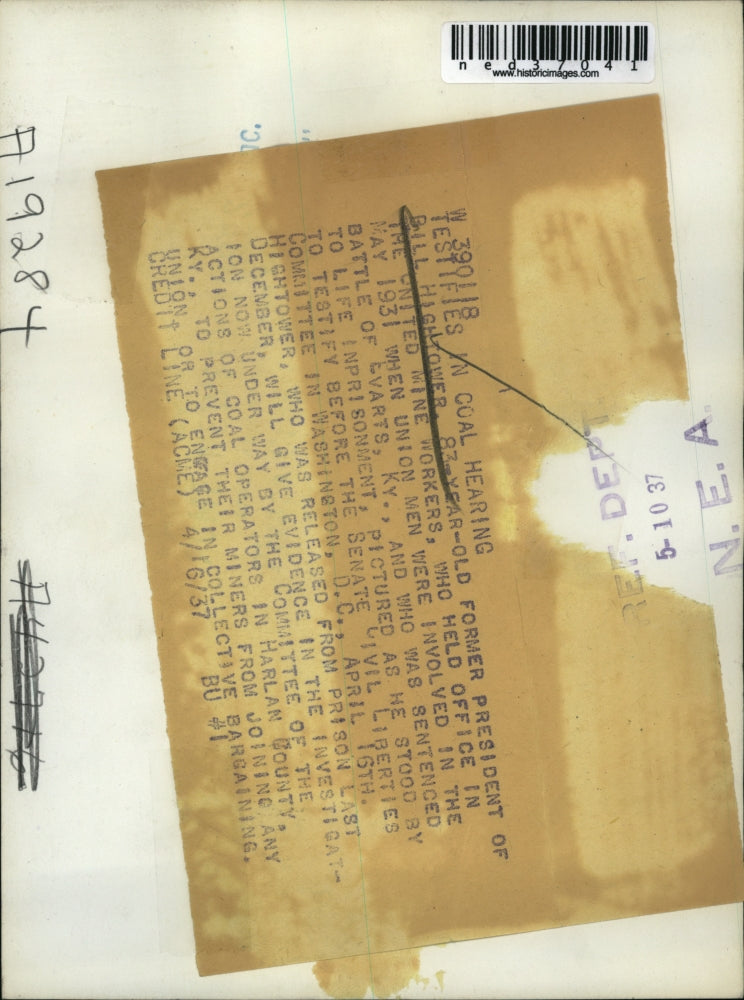 ned37041
www.historicimages.com
A19284
NC.
W 390118
TESTIFIES IN COAL HEARING
BILL HIGHTOWER, 83-YEAR-OLD FORMER PRESIDENT OF
THE UNITED MINE WORKERS, WHO HELD OFFICE IN
MAY 1931 WHEN UNION MEN WERE INVOLVED IN THE
BATTLE OF EVARTS, KY., AND WHO WAS SENTENCED
TO LIFE INPRISONMENT, PICTURED AS HE STOOD BY
TO TESTIFY BEFORE THE SENATE CIVIL LIBERTIES
COMMITTEE IN WASHINGTON, D.C., APRIL 16TH.
HIGHTOWER, WHO WAS RELEASED FROM PRISON LAST
DECEMBER, WILL GIVE EVIDENCE IN THE INVESTIGAT-
ION NOW UNDER WAY BY THE COMMITTEE OF THE
ACTIONS OF COAL OPERATORS IN HARLAN COUNTY,
KY., TO PREVENT THEIR MINERS FROM JOINING ANY
UNION OR TO ENGAGE IN COLLECTIVE BARGAINING.
CREDIT LINE (ACME) 4/16/37 BU #1
REF. DEPT
5-10 37
N. E. A.